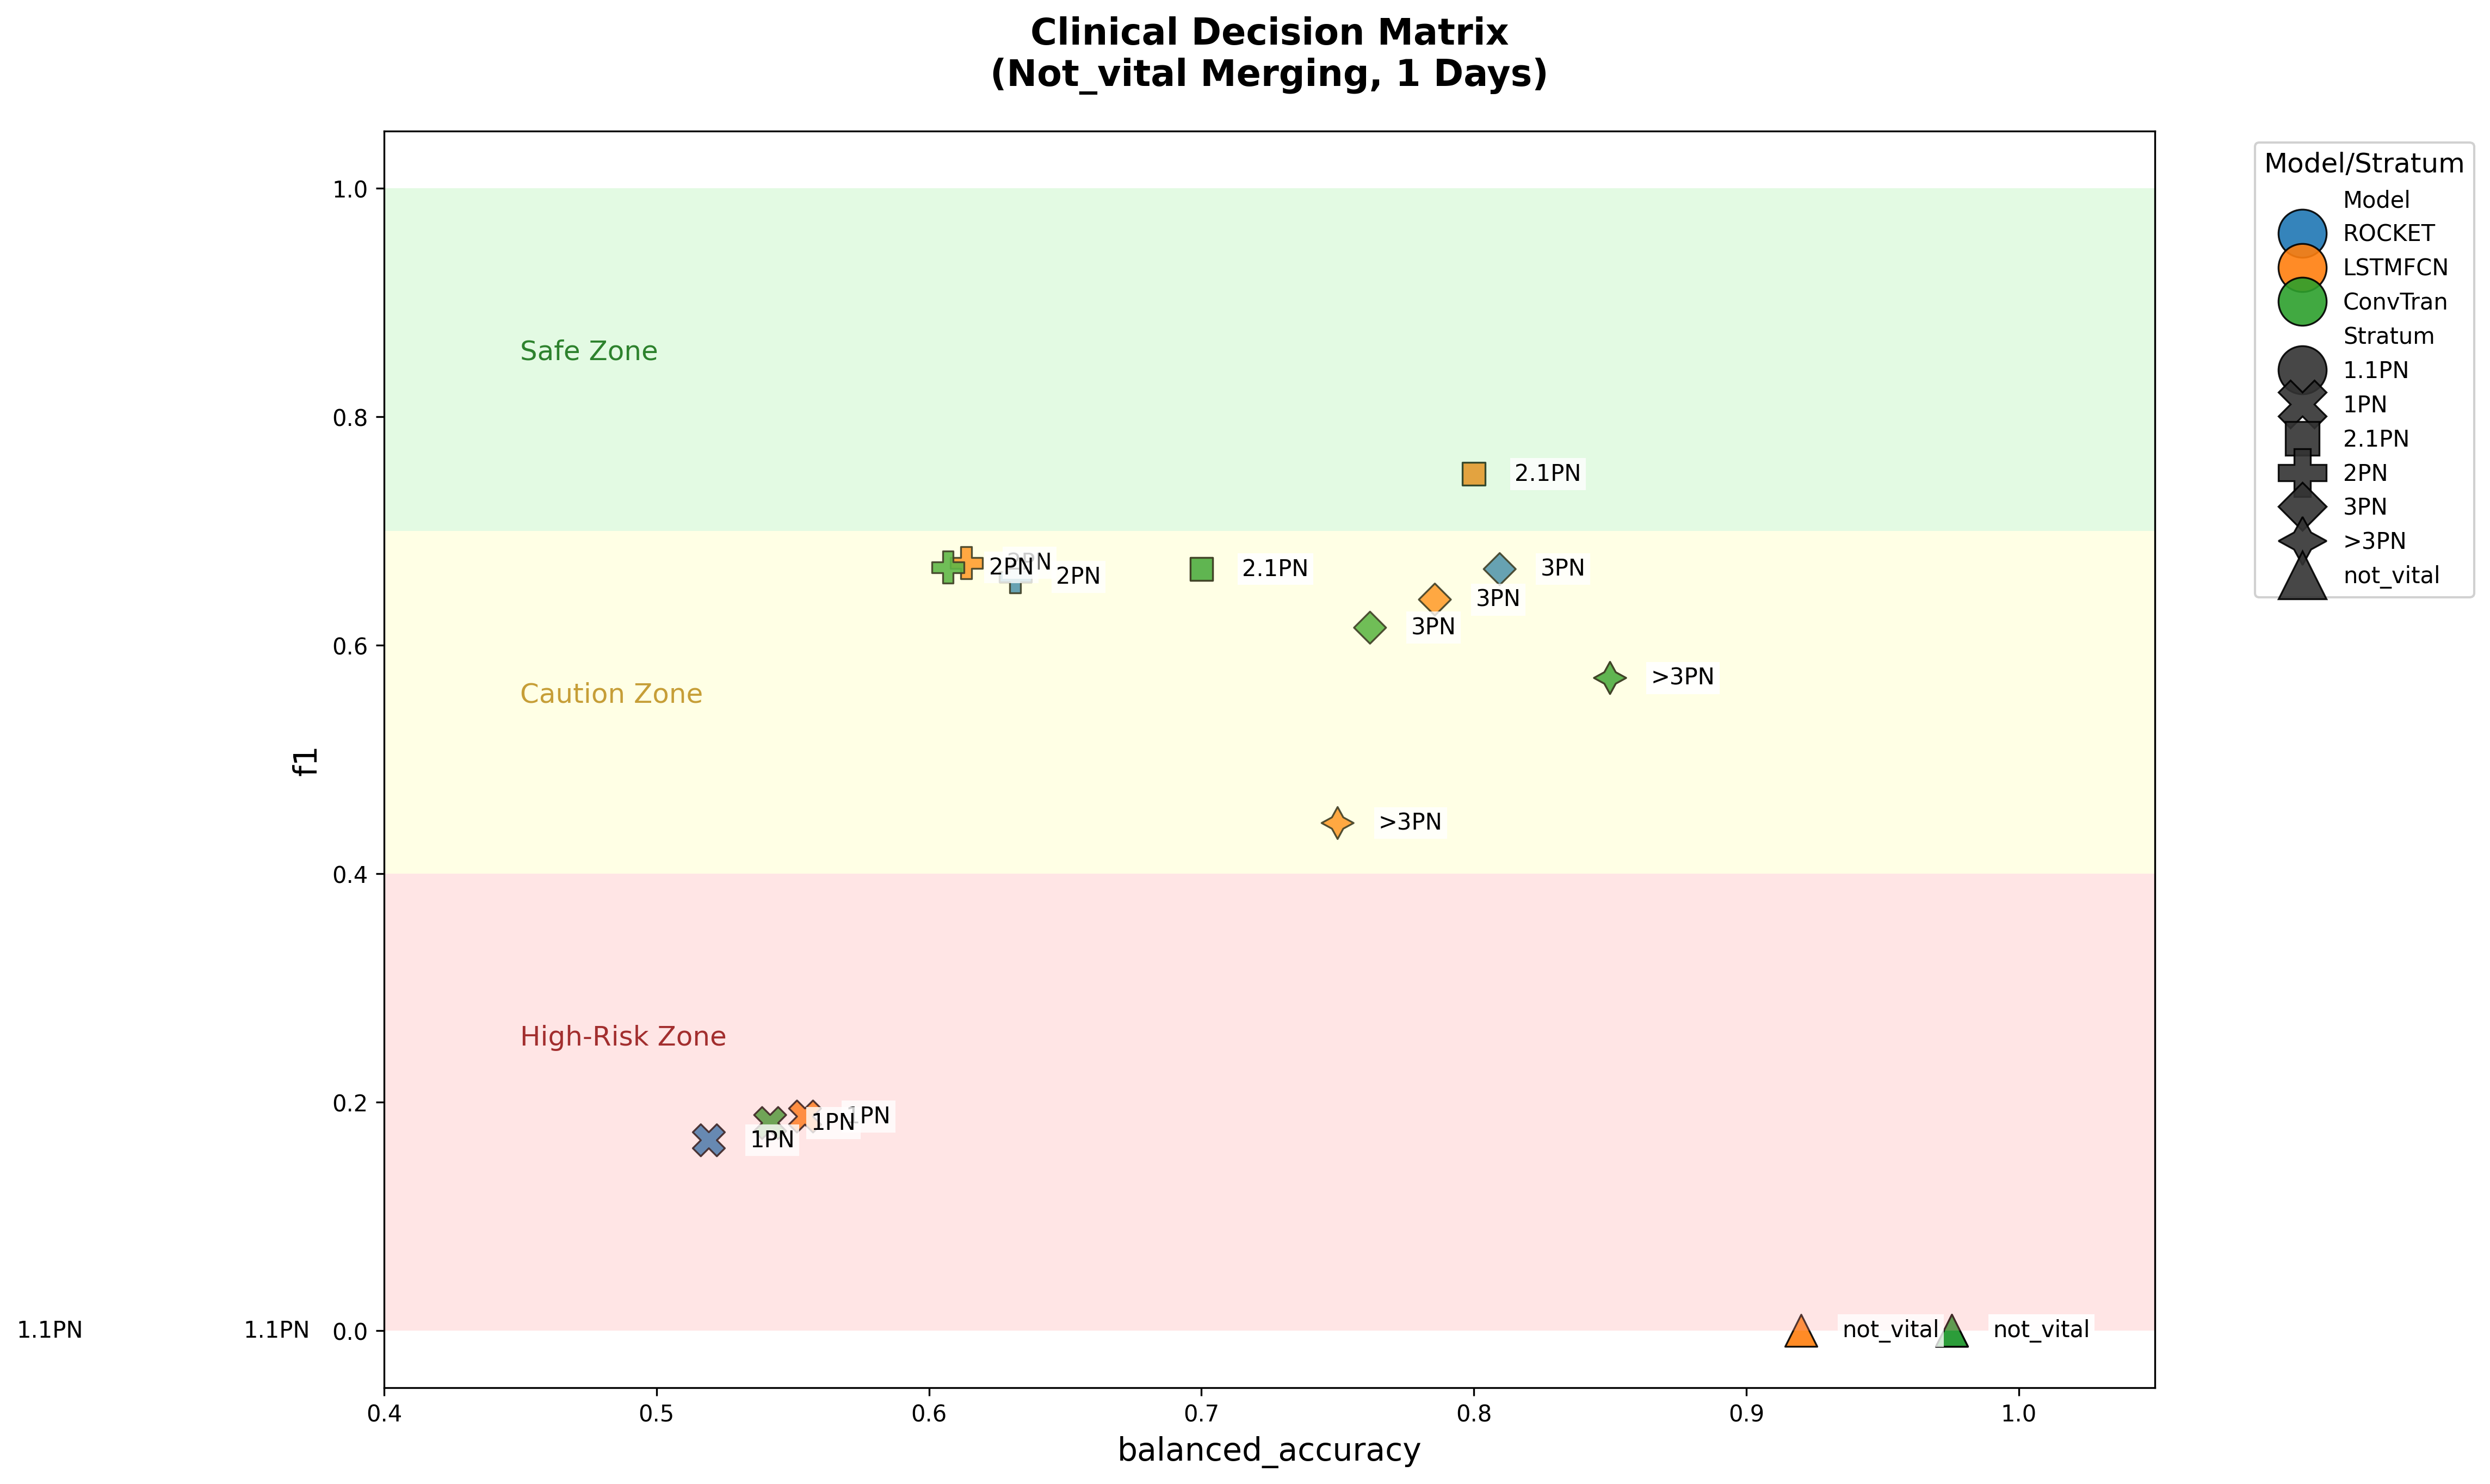 Clinical Decision Matrix
(Not_vital Merging, 1 Days)
Model/Stratum
Model
ROCKET
LSTMFCN
ConvTran
Stratum
1.1PN
1PN
2.1PN
2PN
3PN
>3PN
not_vital
1.0
Safe Zone
0.8
2.1PN
2PN
2PN
2PN
2.1PN
3PN
3PN
3PN
0.6
>3PN
Caution Zone
f1
>3PN
0.4
High-Risk Zone
0.2
1PN
1PN
1PN
1.1PN
1.1PN
0.0
not_vital
not_vital
0.4 0.5 0.6 0.7 0.8 0.9 1.0
balanced_accuracy